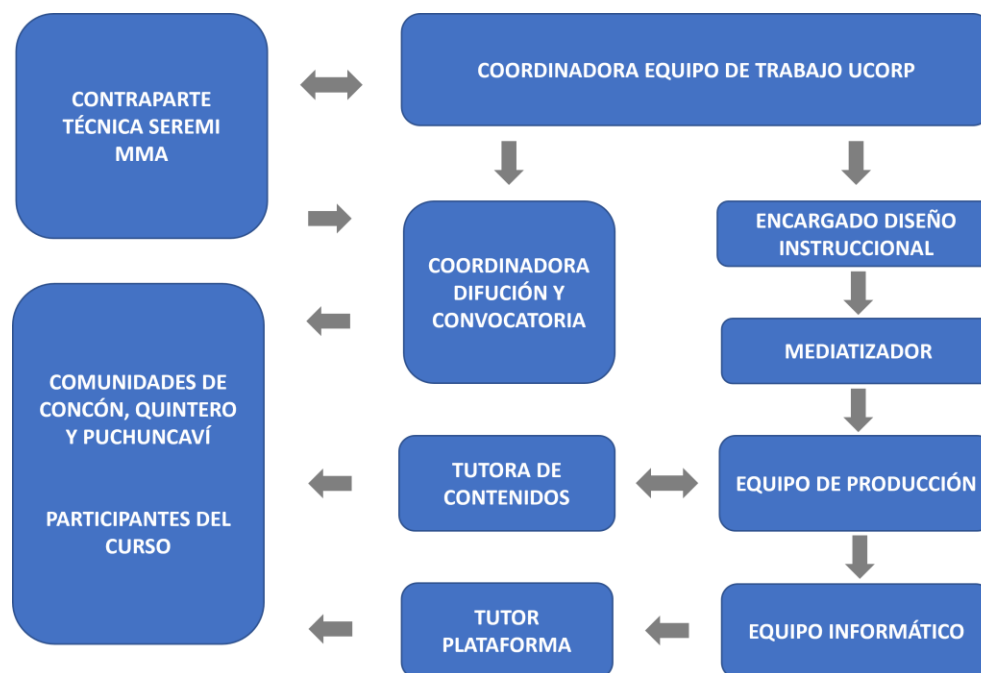 COORDINADORA EQUIPO DE TRABAJO UCORP
CONTRAPARTE
TÉCNICA SEREMI
MMA
ENCARGADO DISEÑO
INSTRUCCIONAL
COORDINADORA
DIFUCIÓN Y
CONVOCATORIA
MEDIATIZADOR
COMUNIDADES DE
CONCÓN, QUINTERO
Y PUCHUNCAVÍ
PARTICIPANTES DEL
CURSO
TUTORA DE
CONTENIDOS
EQUIPO DE PRODUCCIÓN
TUTOR
PLATAFORMA
EQUIPO INFORMÁTICO